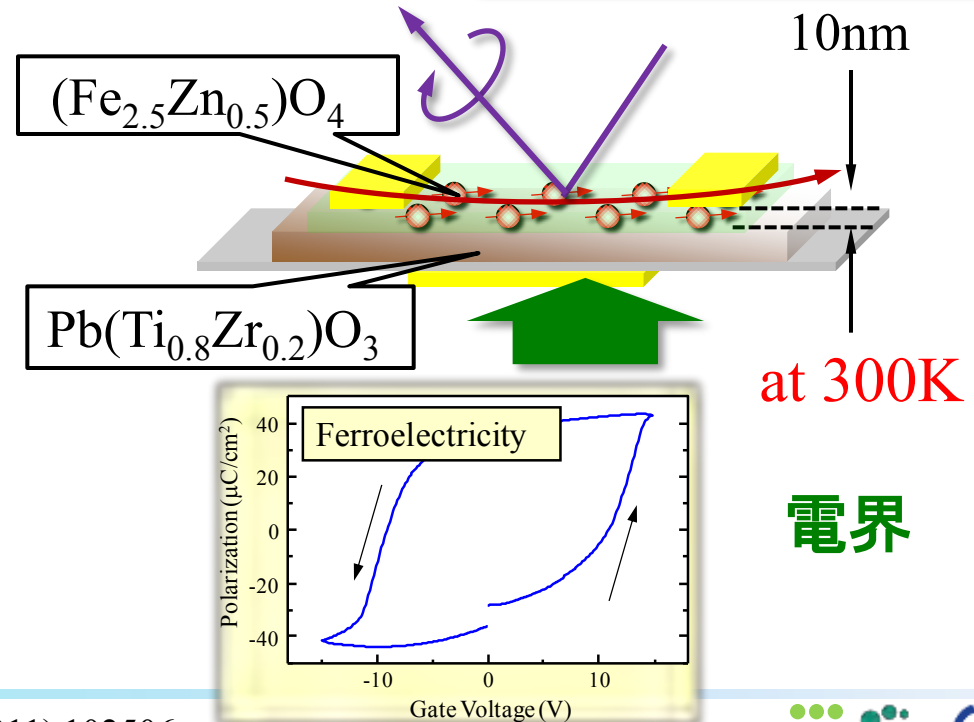 10nm
(Fe₂.₅Zn₀.₅)O₄
Pb(Ti₀.₈Zr₀.₂)O₃
at 300K
電界
Ferroelectricity
Polarization (μC/cm²)
40
20
0
-20
-40
-10 0 10
Gate Voltage (V)